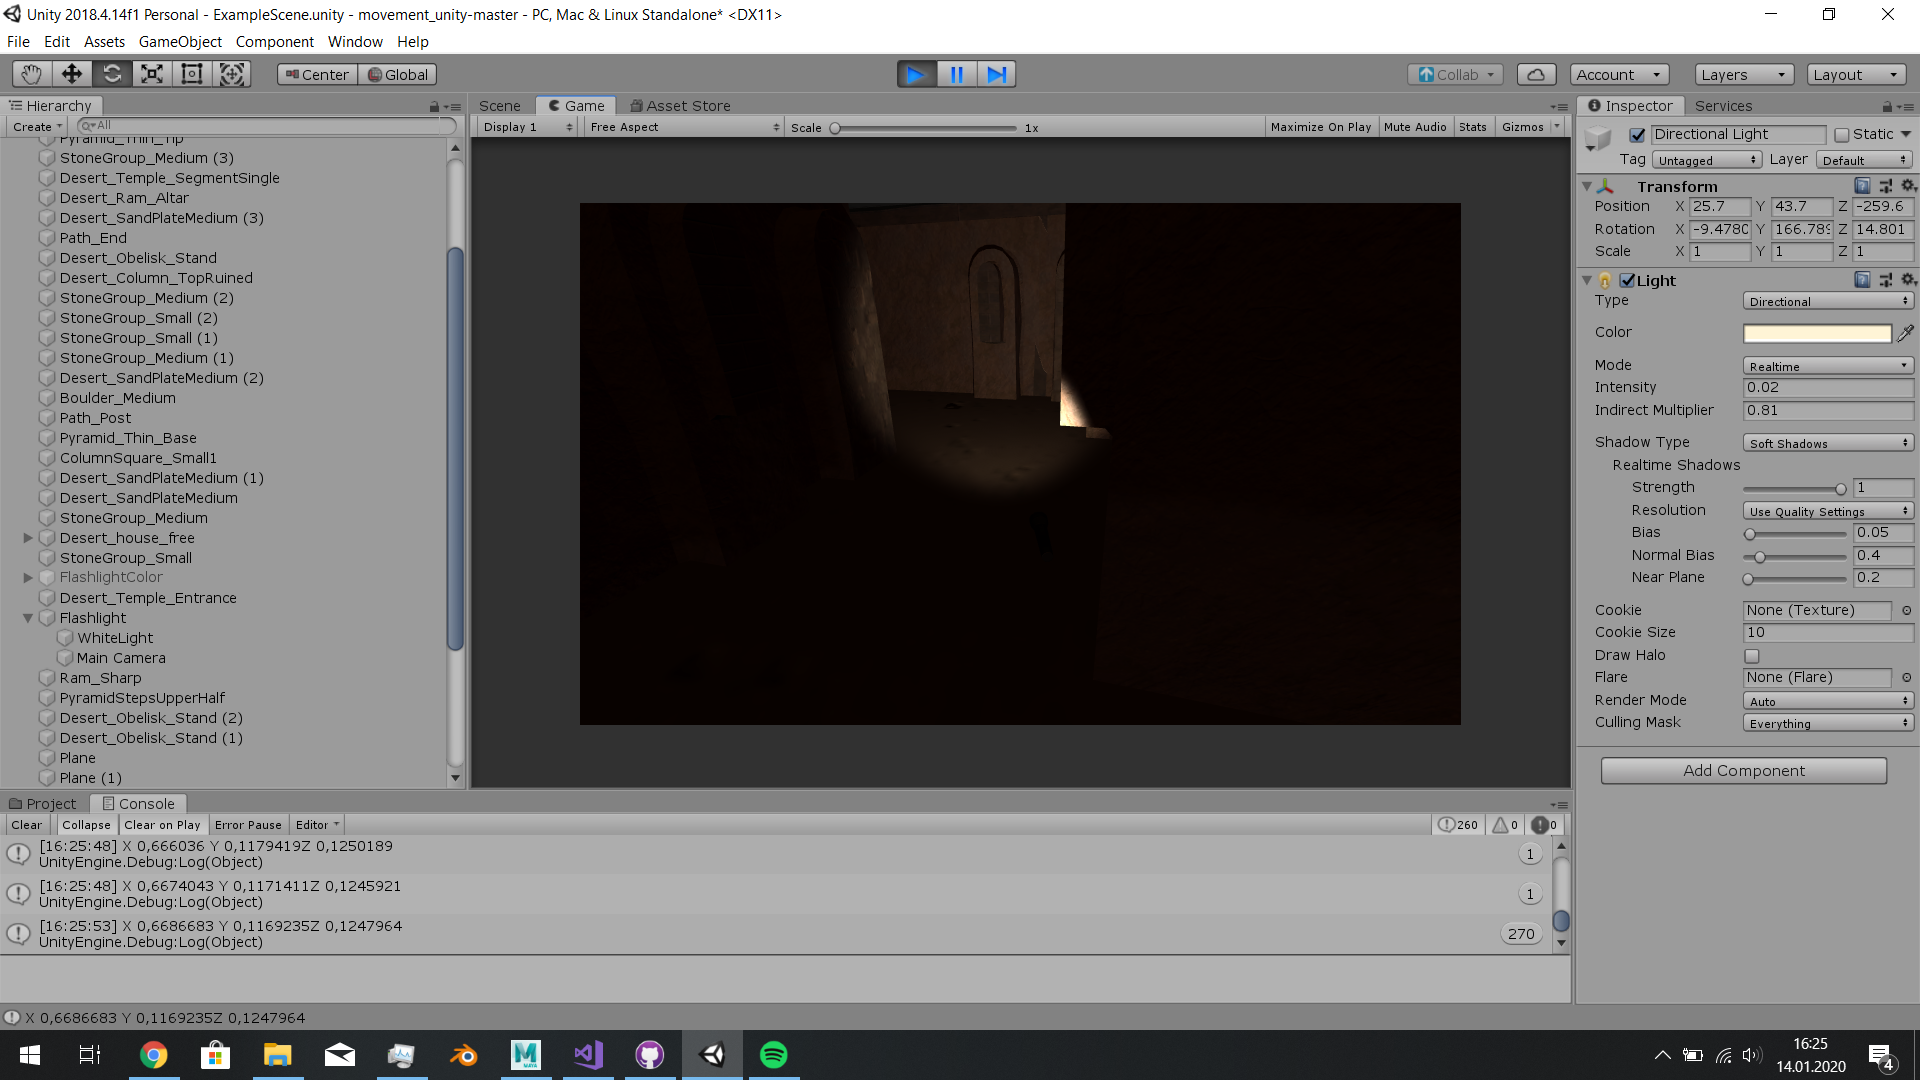 Unity 2018.4.14f1 Personal - ExampleScene.unity - movement_unity-master - PC, Mac & Linux Standalone* <DX11>
File Edit Assets GameObject Component Window Help
Center Global Collab Account Layers Layout
Hierarchy Scene Game Asset Store Inspector Services
Create All Display 1 Free Aspect Scale 1x Maximize On Play Mute Audio Stats Gizmos
Pyramid_Thin_Tip
StoneGroup_Medium (3)
Desert_Temple_SegmentSingle
Desert_Ram_Altar
Desert_SandPlateMedium (3)
Path_End
Desert_Obelisk_Stand
Desert_Column_TopRuined
StoneGroup_Medium (2)
StoneGroup_Small (2)
StoneGroup_Small (1)
StoneGroup_Medium (1)
Desert_SandPlateMedium (2)
Boulder_Medium
Path_Post
Pyramid_Thin_Base
ColumnSquare_Small1
Desert_SandPlateMedium (1)
Desert_SandPlateMedium
StoneGroup_Medium
Desert_house_free
StoneGroup_Small
FlashlightColor
Desert_Temple_Entrance
Flashlight
WhiteLight
Main Camera
Ram_Sharp
PyramidStepsUpperHalf
Desert_Obelisk_Stand (2)
Desert_Obelisk_Stand (1)
Plane
Plane (1)
Directional Light Static
Tag Untagged Layer Default
Transform
Position X 25.7 Y 43.7 Z -259.6
Rotation X -9.4780 Y 166.789 Z 14.801
Scale X 1 Y 1 Z 1
Light
Type Directional
Color
Mode Realtime
Intensity 0.02
Indirect Multiplier 0.81
Shadow Type Soft Shadows
Realtime Shadows
Strength 1
Resolution Use Quality Settings
Bias 0.05
Normal Bias 0.4
Near Plane 0.2
Cookie None (Texture)
Cookie Size 10
Draw Halo
Flare None (Flare)
Render Mode Auto
Culling Mask Everything
Add Component
Project Console
Clear Collapse Clear on Play Error Pause Editor 260 0 0
[16:25:48] X 0,666036 Y 0,1179419Z 0,1250189
UnityEngine.Debug:Log(Object)
1
[16:25:48] X 0,6674043 Y 0,1171411Z 0,1245921
UnityEngine.Debug:Log(Object)
1
[16:25:53] X 0,6686683 Y 0,1169235Z 0,1247964
UnityEngine.Debug:Log(Object)
270
X 0,6686683 Y 0,1169235Z 0,1247964
MAYA
16:25
14.01.2020
4